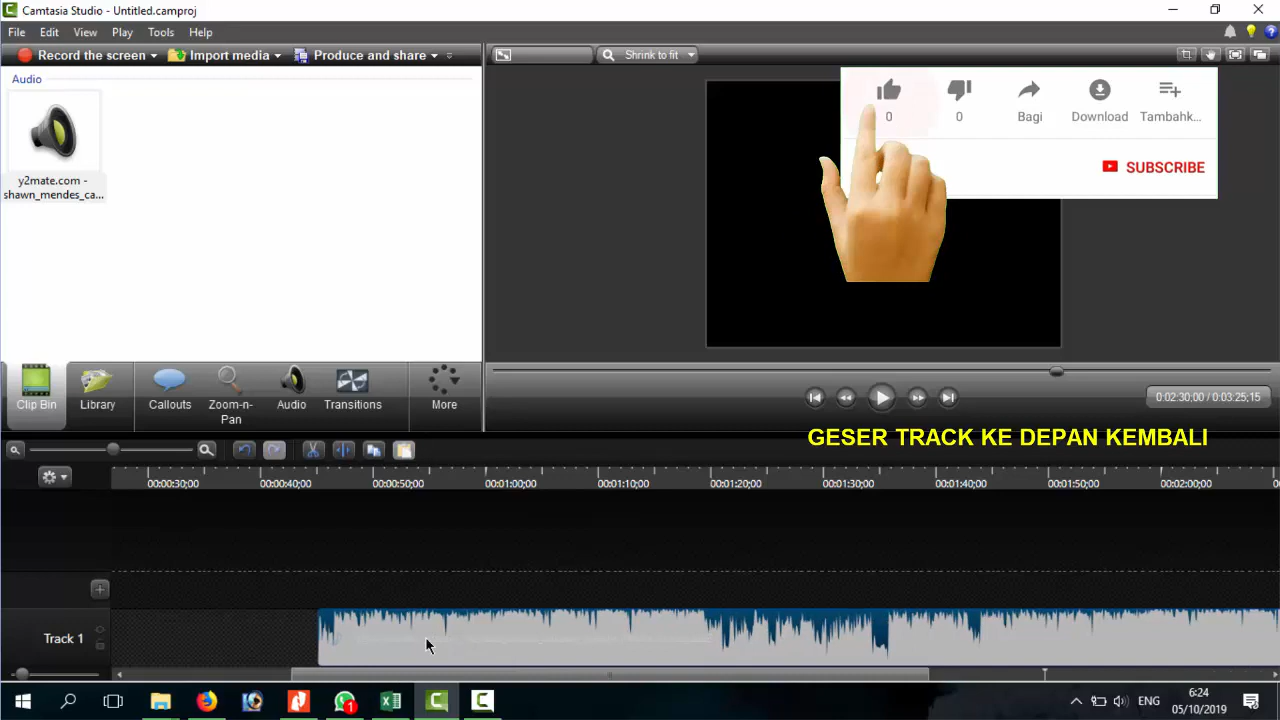 Camtasia Studio - Untitled.camproj
File Edit View Play Tools Help
Record the screen Import media Produce and share
Shrink to fit
Audio
y2mate.com -
shawn_mendes_ca...
0 0 Bagi Download Tambahk...
SUBSCRIBE
Clip Bin Library Callouts Zoom-n-Pan Audio Transitions More
0:02:30;00 / 0:03:25;15
GESER TRACK KE DEPAN KEMBALI
00:00:30;00 00:00:40;00 00:00:50;00 00:01:00;00 00:01:10;00 00:01:20;00 00:01:30;00 00:01:40;00 00:01:50;00 00:02:00;00
Track 1
1
ENG
6:24
05/10/2019